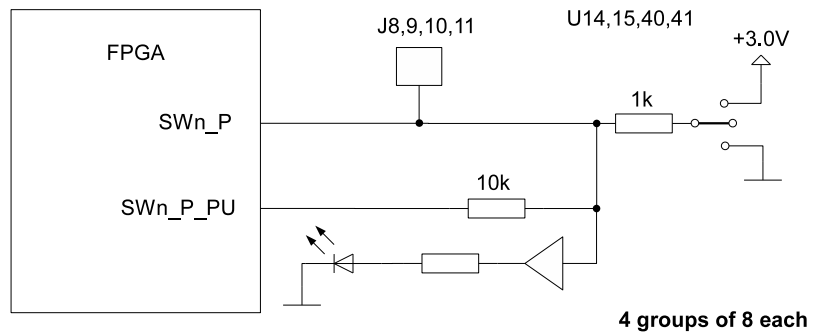 J8,9,10,11
U14,15,40,41
+3.0V
FPGA
1k
SWn_P
10k
SWn_P_PU
4 groups of 8 each